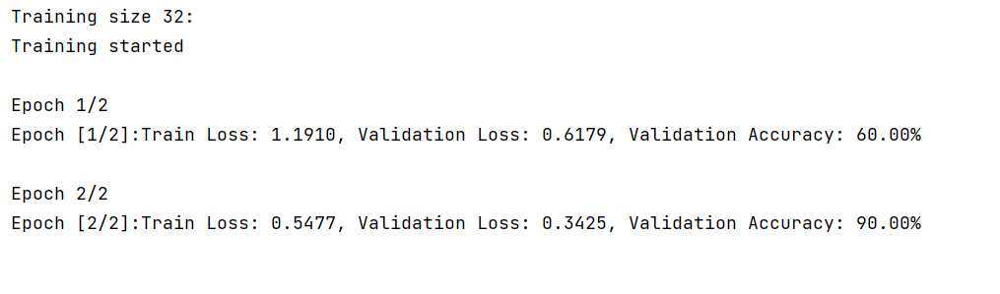 Training size 32:
Training started
Epoch 1/2
Epoch [1/2]:Train Loss: 1.1910, Validation Loss: 0.6179, Validation Accuracy: 60.00%
Epoch 2/2
Epoch [2/2]:Train Loss: 0.5477, Validation Loss: 0.3425, Validation Accuracy: 90.00%